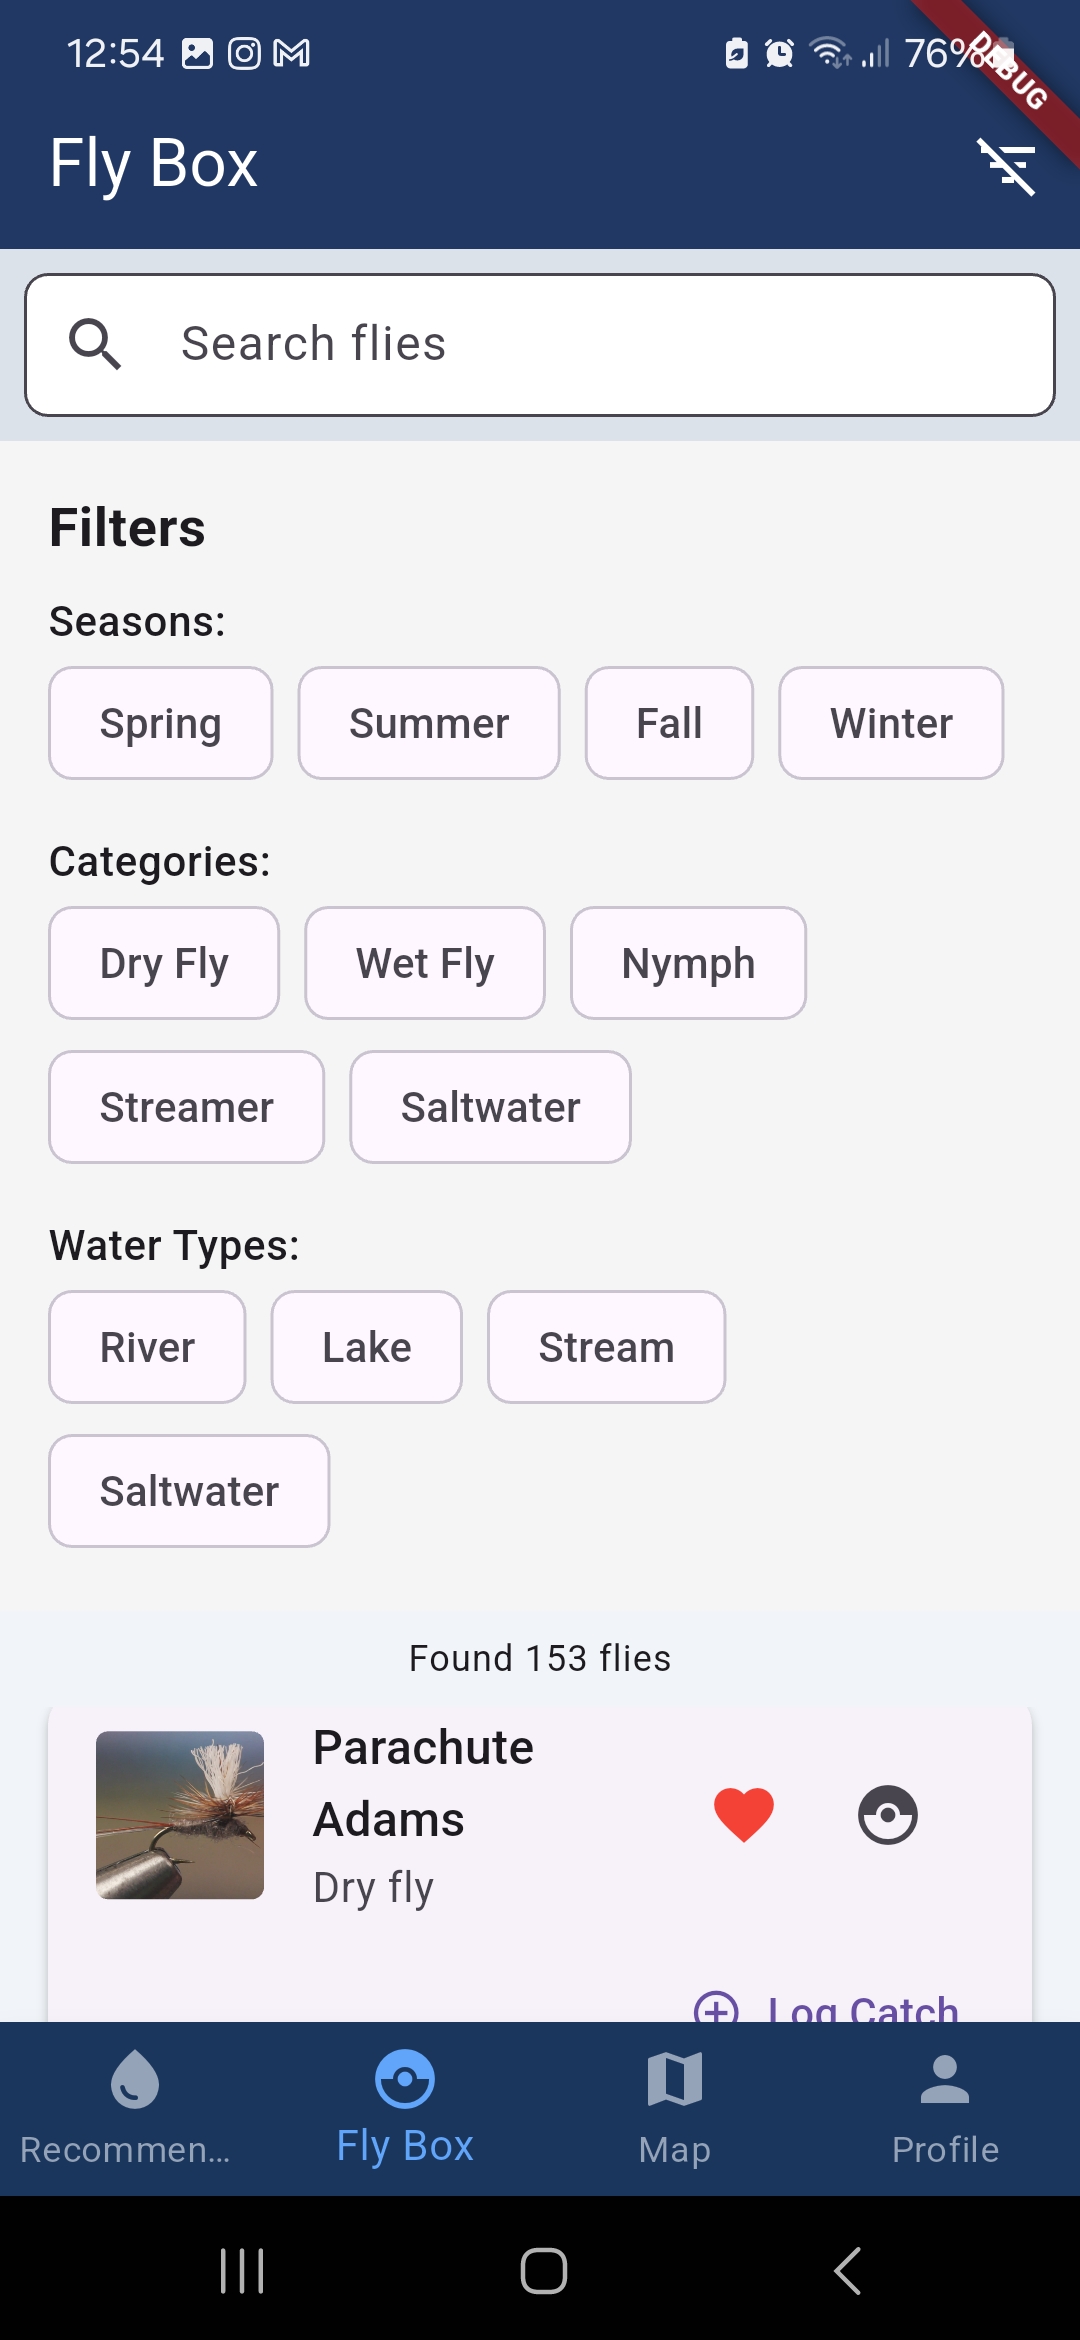 12:54
76%
DEBUG
Fly Box
Search flies
Filters
Seasons:
Spring Summer Fall Winter
Categories:
Dry Fly Wet Fly Nymph
Streamer Saltwater
Water Types:
River Lake Stream
Saltwater
Found 153 flies
Parachute
Adams
Dry fly
Log Catch
Recommen...
Fly Box
Map
Profile